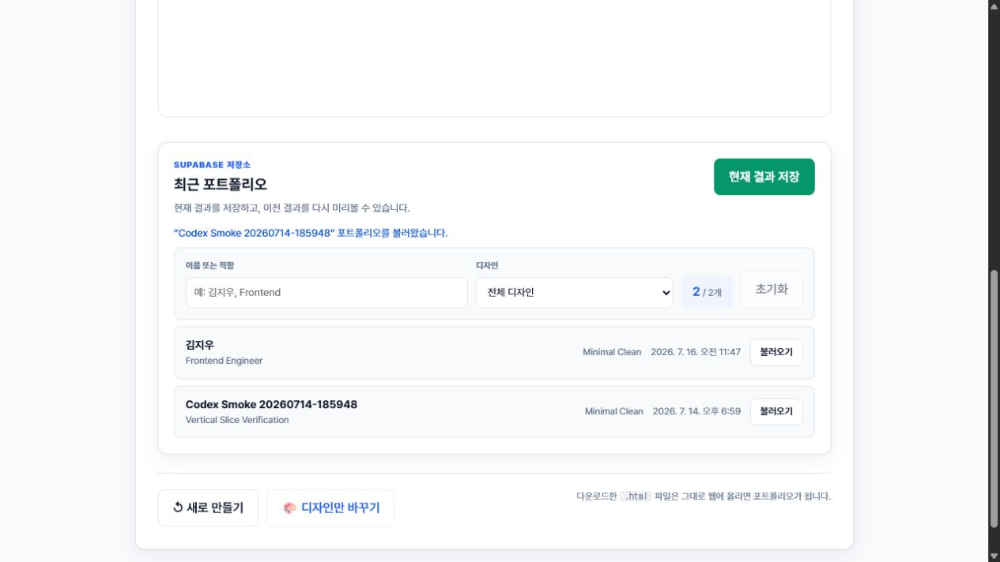 SUPABASE 저장소
최근 포트폴리오
현재 결과 저장
현재 결과를 저장하고, 이전 결과를 다시 미리볼 수 있습니다.
“Codex Smoke 20260714-185948” 포트폴리오를 불러왔습니다.
이름 또는 직함
디자인
예: 김지우, Frontend
전체 디자인
2 / 2개
초기화
김지우
Frontend Engineer
Minimal Clean 2026. 7. 16. 오전 11:47 불러오기
Codex Smoke 20260714-185948
Vertical Slice Verification
Minimal Clean 2026. 7. 14. 오후 6:59 불러오기
새로 만들기
디자인만 바꾸기
다운로드한 .html 파일은 그대로 웹에 올리면 포트폴리오가 됩니다.